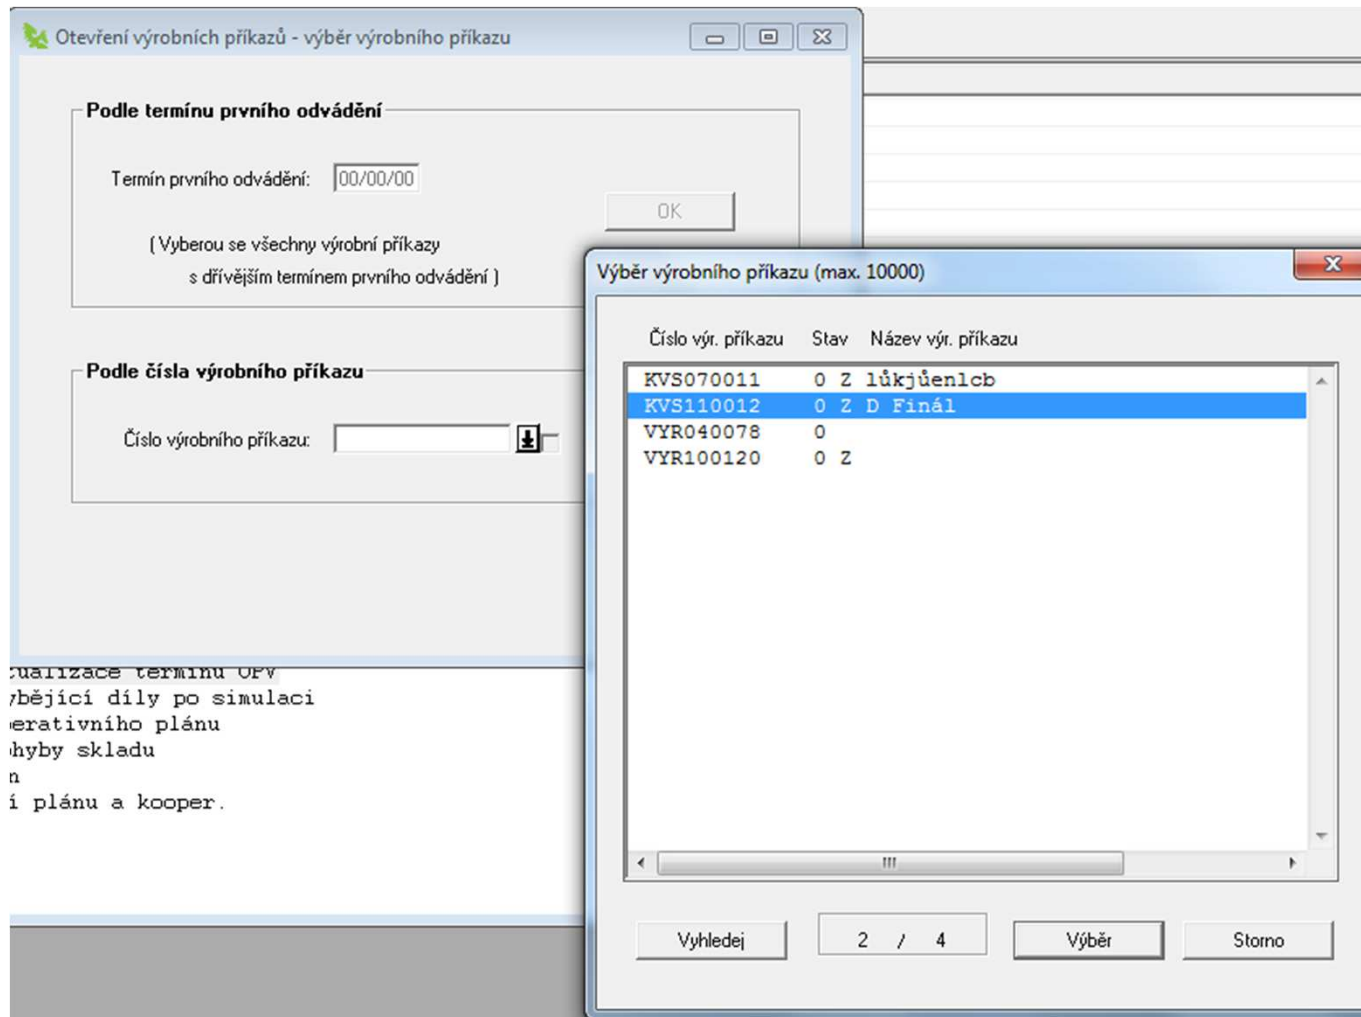 Otevření výrobních příkazů - výběr výrobního příkazu
Podle termínu prvního odvádění
Termín prvního odvádění: 00/00/00
OK
( Vyberou se všechny výrobní příkazy
s dřívějším termínem prvního odvádění )
Podle čísla výrobního příkazu
Číslo výrobního příkazu:
tualizace termínu OPV
ybějící díly po simulaci
erativního plánu
hyby skladu
n
í plánu a kooper.
Výběr výrobního příkazu (max. 10000)
Číslo výr. příkazu Stav Název výr. příkazu
KVS070011 0 Z lůkjůenlcb
KVS110012 0 Z D Finál
VYR040078 0
VYR100120 0 Z
Vyhledej 2 / 4 Výběr Storno